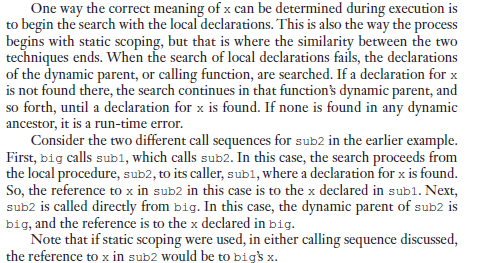 One way the correct meaning of x can be determined during execution is
to begin the search with the local declarations. This is also the way the process
begins with static scoping, but that is where the similarity between the two
techniques ends. When the search of local declarations fails, the declarations
of the dynamic parent, or calling function, are searched. If a declaration for x
is not found there, the search continues in that function's dynamic parent, and
so forth, until a declaration for x is found. If none is found in any dynamic
ancestor, it is a run-time error.
Consider the two different call sequences for sub2 in the earlier example.
First, big calls sub1, which calls sub2. In this case, the search proceeds from
the local procedure, sub2, to its caller, sub1, where a declaration for x is found.
So, the reference to x in sub2 in this case is to the x declared in sub1. Next,
sub2 is called directly from big. In this case, the dynamic parent of sub2 is
big, and the reference is to the x declared in big.
Note that if static scoping were used, in either calling sequence discussed,
the reference to x in sub2 would be to big's x.